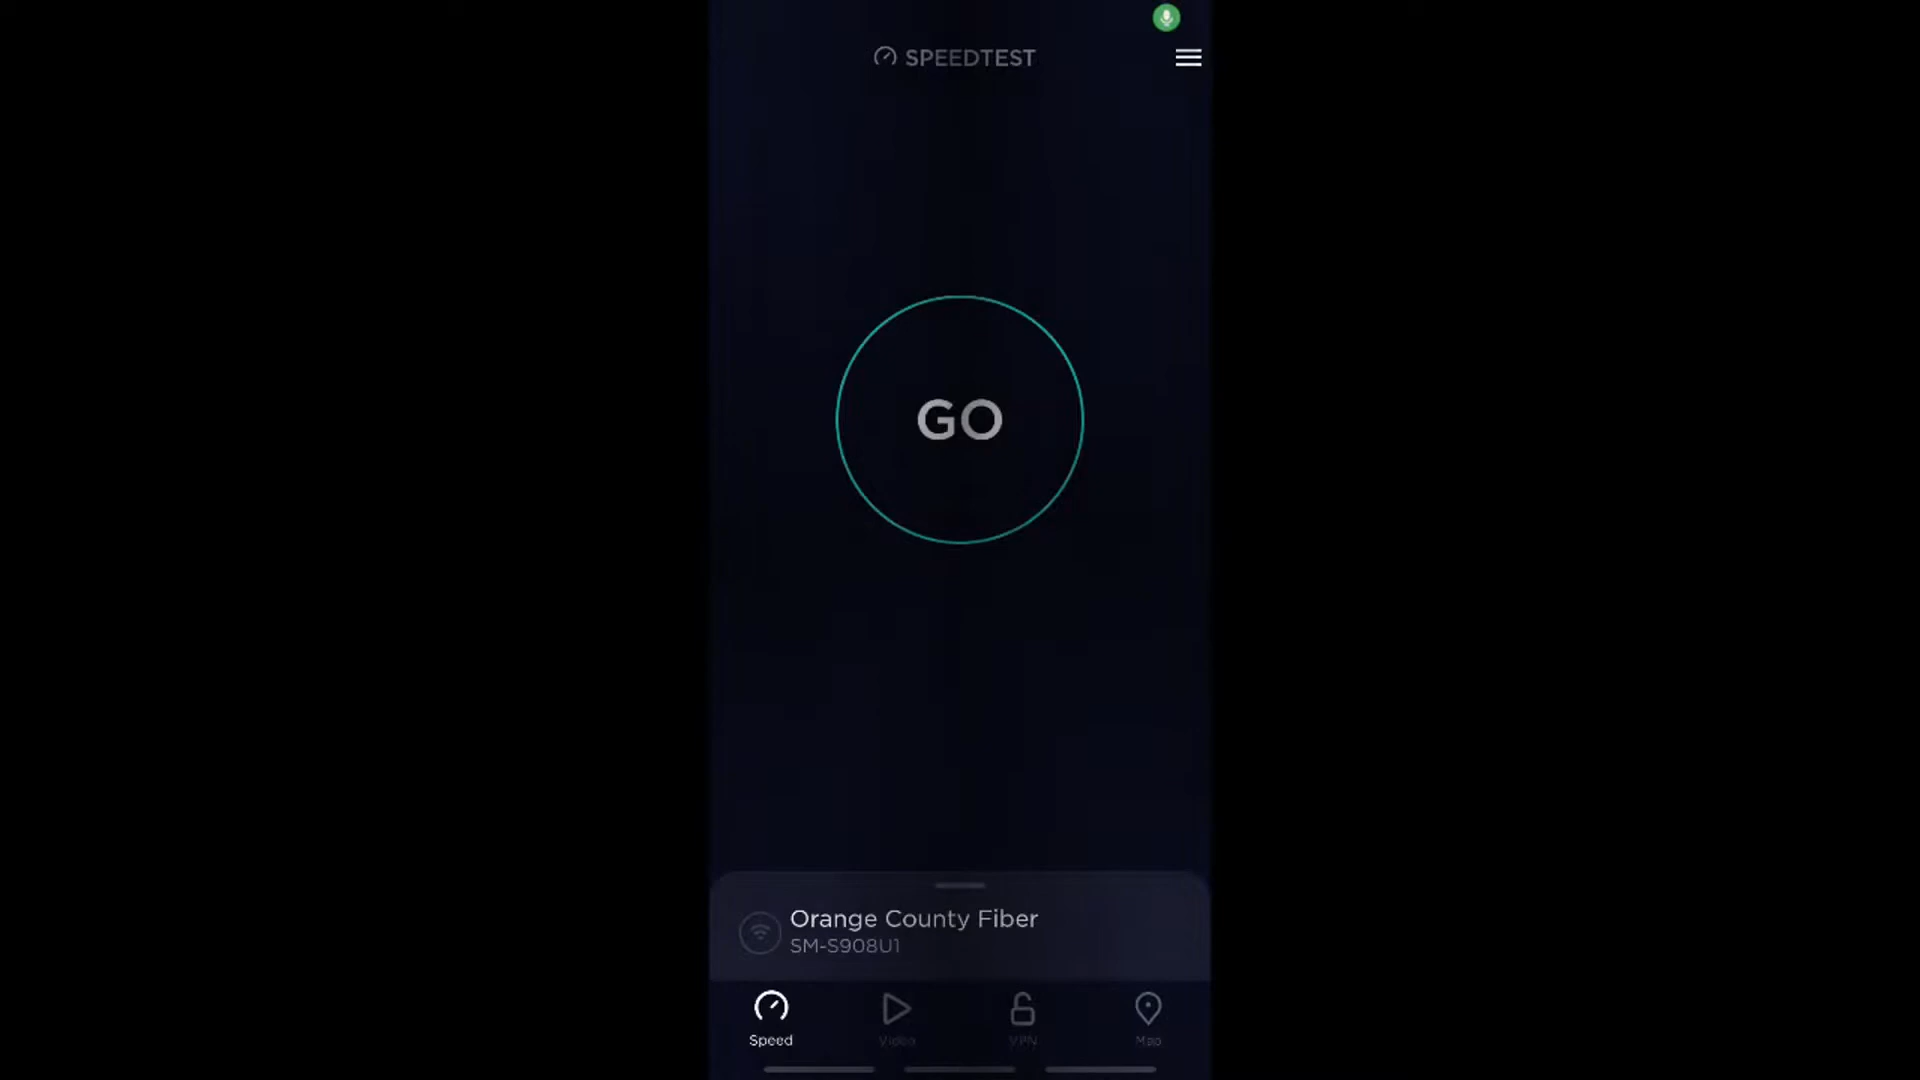 SPEEDTEST
GO
Orange County Fiber
SM-S908U1
Speed
Video
VPN
Map